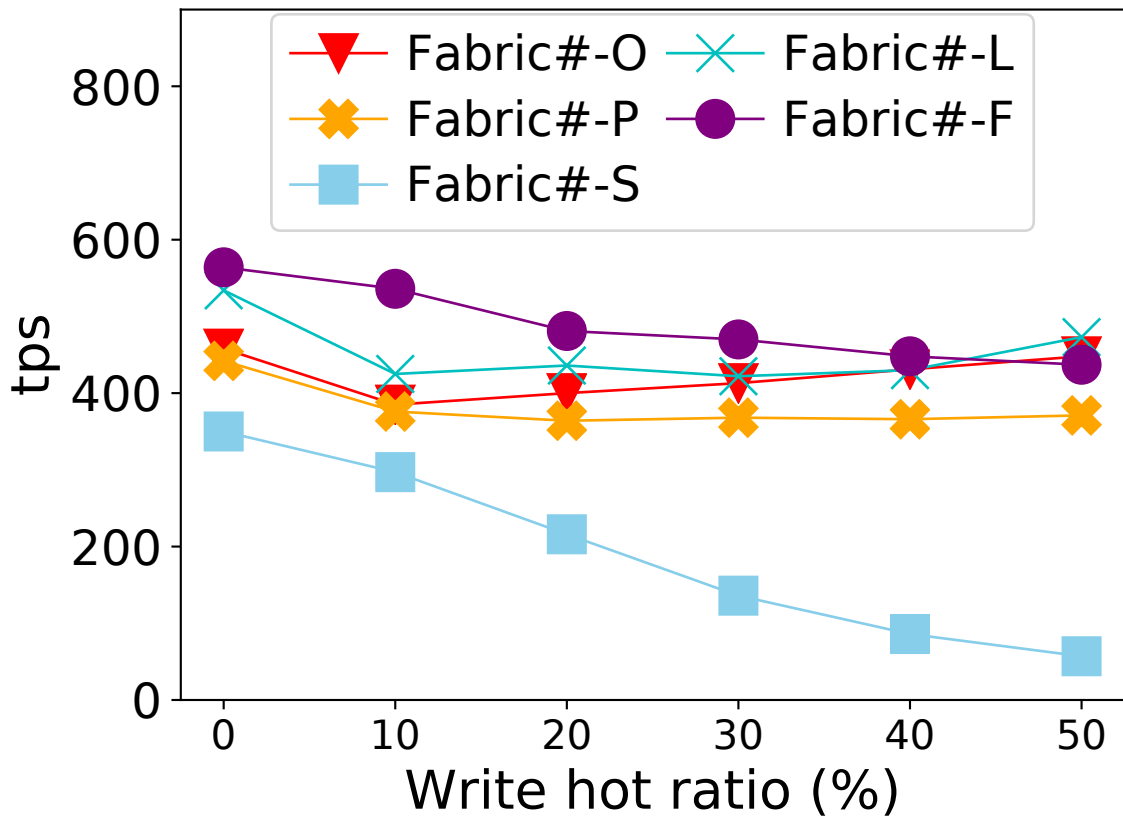 Fabric#-O
Fabric#-P
Fabric#-S
Fabric#-L
Fabric#-F
tps
800
600
400
200
0
0 10 20 30 40 50
Write hot ratio (%)